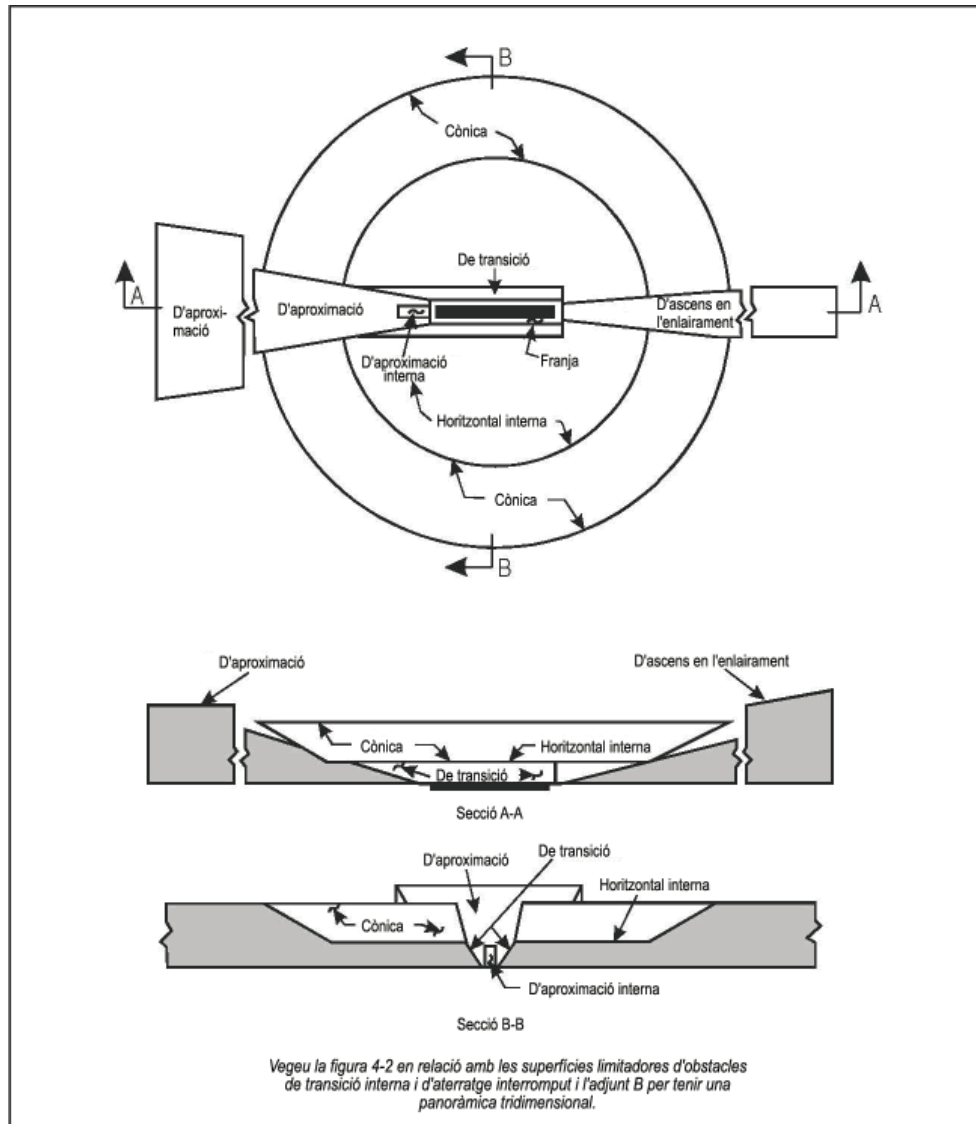 B
Cònica
De transició
A
D'aproxi-
mació
D'aproximació
D'ascens en
l'enlairament
A
D'aproximació
interna
Franja
Horitzontal interna
Cònica
B
D'aproximació
D'ascens en l'enlairament
Cònica
Horitzontal interna
De transició
Secció A-A
De transició
D'aproximació
Horitzontal interna
Cònica
D'aproximació interna
Secció B-B
Vegeu la figura 4-2 en relació amb les superfícies limitadores d'obstacles
de transició interna i d'aterratge interromput i l'adjunt B per tenir una
panoràmica tridimensional.